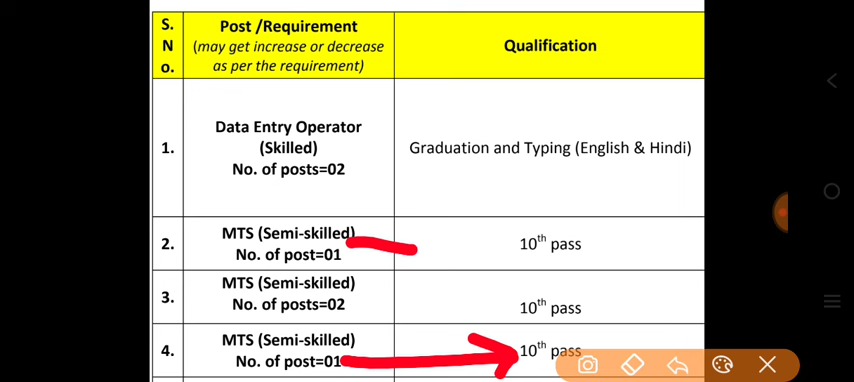 S.
N
o.
Post /Requirement
(may get increase or decrease
as per the requirement)
Qualification
1.
Data Entry Operator
(Skilled)
No. of posts=02
Graduation and Typing (English & Hindi)
2.
MTS (Semi-skilled)
No. of post=01
10th pass
3.
MTS (Semi-skilled)
No. of posts=02
10th pass
4.
MTS (Semi-skilled)
No. of post=01
10th pass